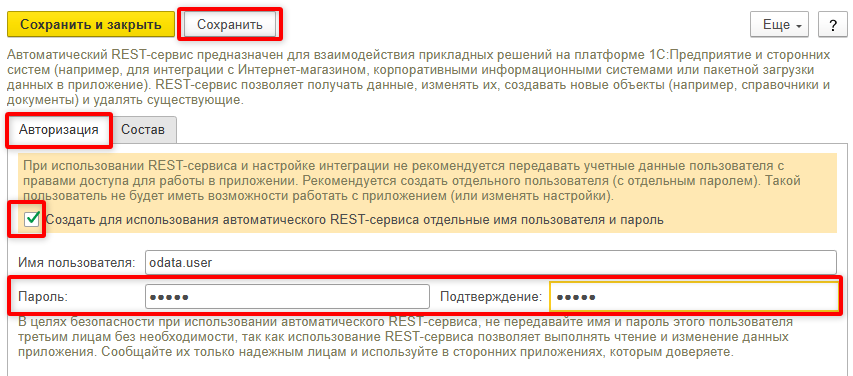 Сохранить и закрыть Сохранить Еще ?
Автоматический REST-сервис предназначен для взаимодействия прикладных решений на платформе 1С:Предприятие и сторонних
систем (например, для интеграции с Интернет-магазином, корпоративными информационными системами или пакетной загрузки
данных в приложение). REST-сервис позволяет получать данные, изменять их, создавать новые объекты (например, справочники и
документы) и удалять существующие.
Авторизация Состав
При использовании REST-сервиса и настройке интеграции не рекомендуется передавать учетные данные пользователя с
правами доступа для работы в приложении. Рекомендуется создать отдельного пользователя (с отдельным паролем). Такой
пользователь не будет иметь возможности работать с приложением (или изменять настройки).
Создать для использования автоматического REST-сервиса отдельные имя пользователя и пароль
Имя пользователя: odata.user
Пароль: ●●●●● Подтверждение: ●●●●●
В целях безопасности при использовании автоматического REST-сервиса, не передавайте имя и пароль этого пользователя
третьим лицам без необходимости, так как использование REST-сервиса позволяет выполнять чтение и изменение данных
приложения. Сообщайте их только надежным лицам и используйте в сторонних приложениях, которым доверяете.